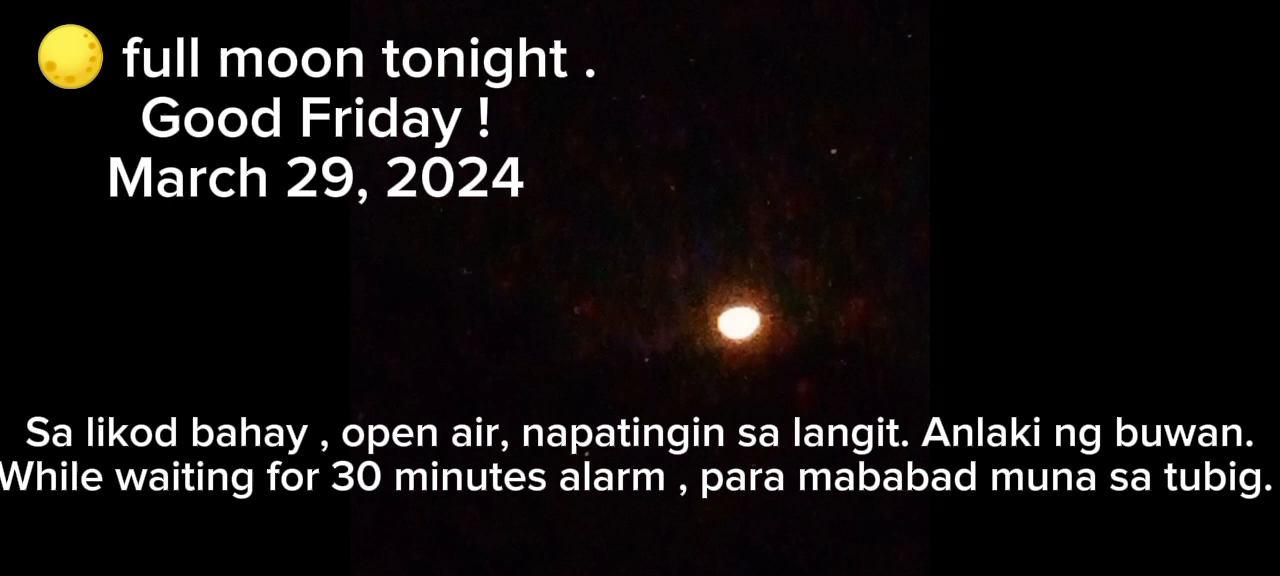 🌕 full moon tonight .
Good Friday !
March 29, 2024
Sa likod bahay , open air, napatingin sa langit. Anlaki ng buwan.
While waiting for 30 minutes alarm , para mababad muna sa tubig.